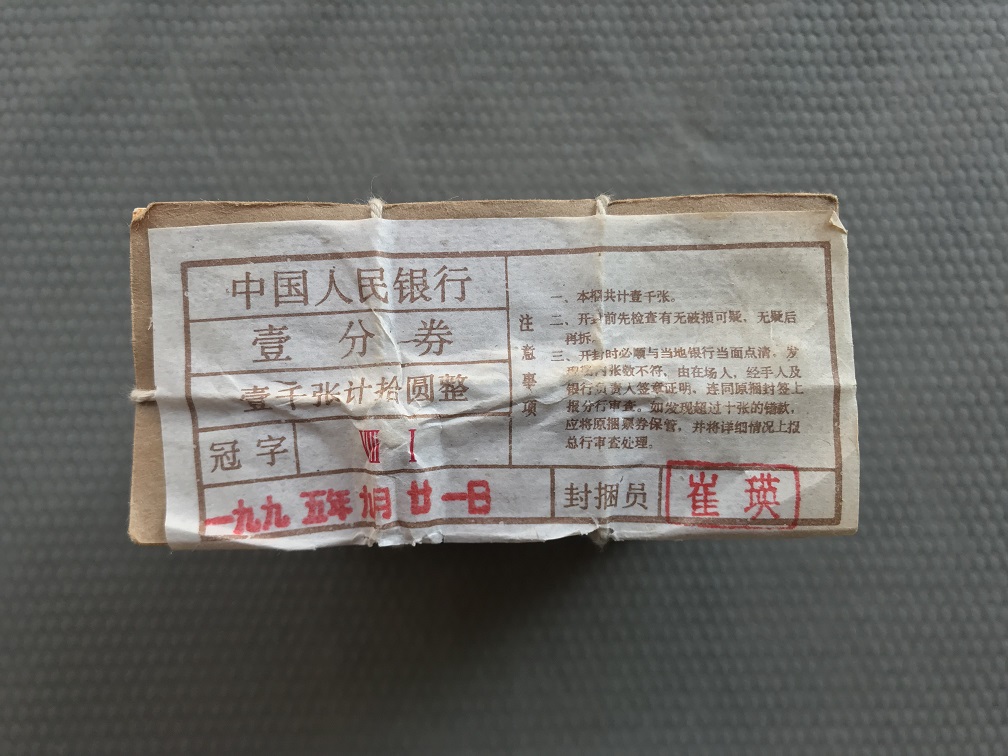 中国人民银行
壹分券
壹千张计拾圆整
冠字 Ⅷ Ⅰ
一九九五年九月廿一日
注意事项
一、本捆共计壹千张。
二、开封前先检查有无破损可疑、无疑后
再拆。
三、开封时必顺与当地银行当面点清，发
现张数不符，由在场人，经手人及
银行负责人签章证明，连同原捆封签上
报分行审查。如发现超过十张的错款，
应将原捆票券保管，并将详细情况上报
总行审查处理。
封捆员 崔瑛